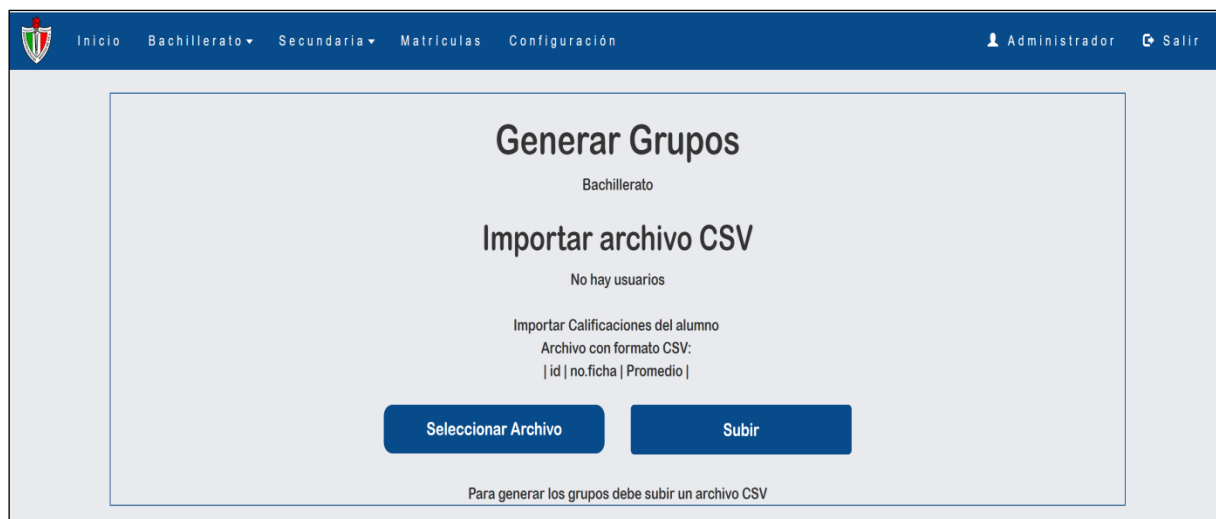 Inicio Bachillerato Secundaria Matrículas Configuración Administrador Salir
Generar Grupos
Bachillerato
Importar archivo CSV
No hay usuarios
Importar Calificaciones del alumno
Archivo con formato CSV:
| id | no.ficha | Promedio |
Seleccionar Archivo Subir
Para generar los grupos debe subir un archivo CSV